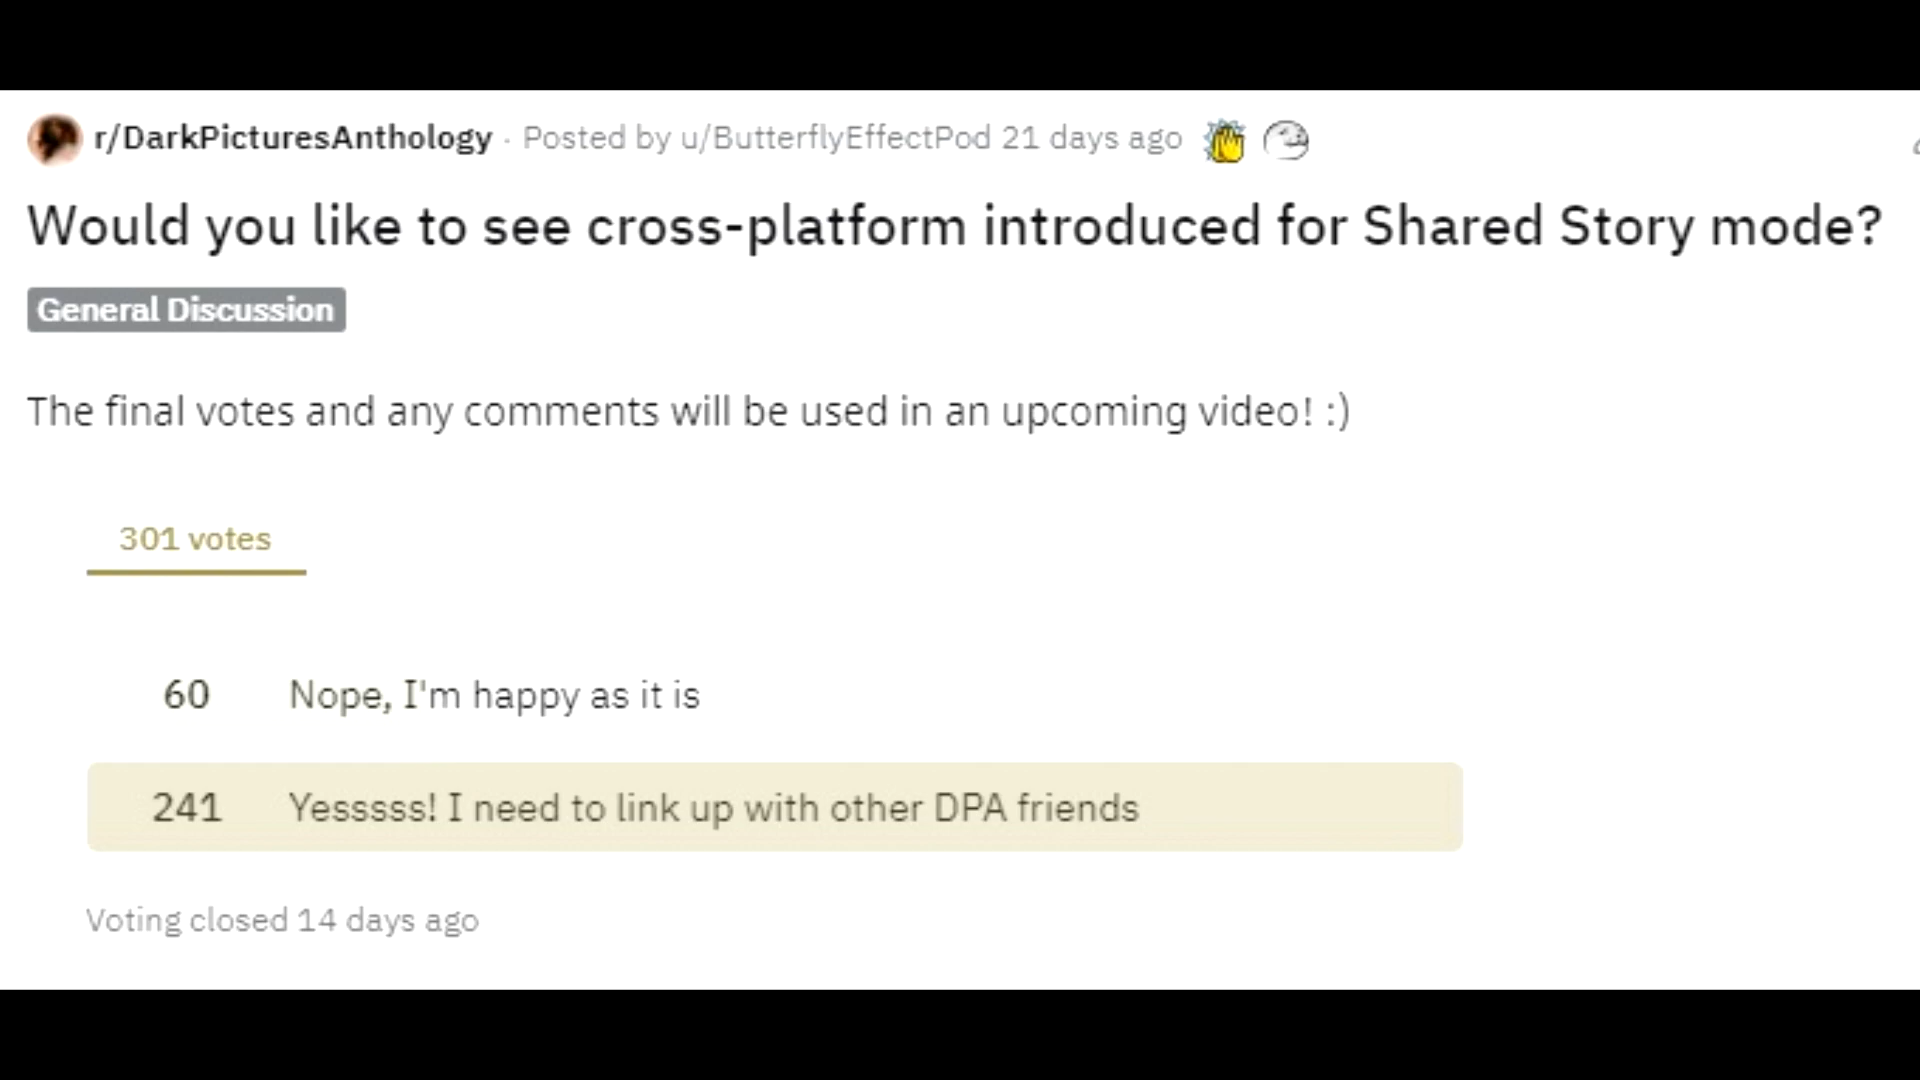 r/DarkPicturesAnthology · Posted by u/ButterflyEffectPod 21 days ago
Would you like to see cross-platform introduced for Shared Story mode?
General Discussion
The final votes and any comments will be used in an upcoming video! :)
301 votes
60 Nope, I'm happy as it is
241 Yesssss! I need to link up with other DPA friends
Voting closed 14 days ago